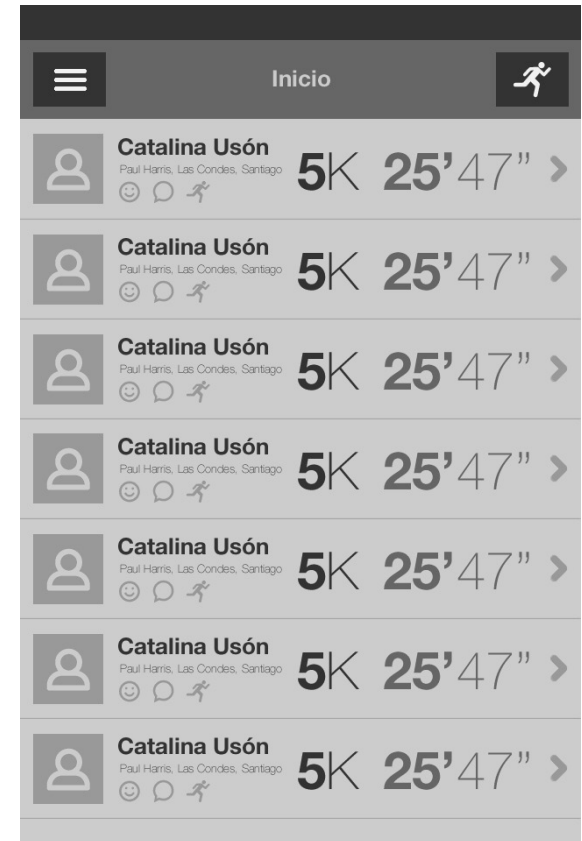 Inicio
Catalina Usón
Paul Harris, Las Condes, Santiago
5K 25’47”
Catalina Usón
Paul Harris, Las Condes, Santiago
5K 25’47”
Catalina Usón
Paul Harris, Las Condes, Santiago
5K 25’47”
Catalina Usón
Paul Harris, Las Condes, Santiago
5K 25’47”
Catalina Usón
Paul Harris, Las Condes, Santiago
5K 25’47”
Catalina Usón
Paul Harris, Las Condes, Santiago
5K 25’47”
Catalina Usón
Paul Harris, Las Condes, Santiago
5K 25’47”